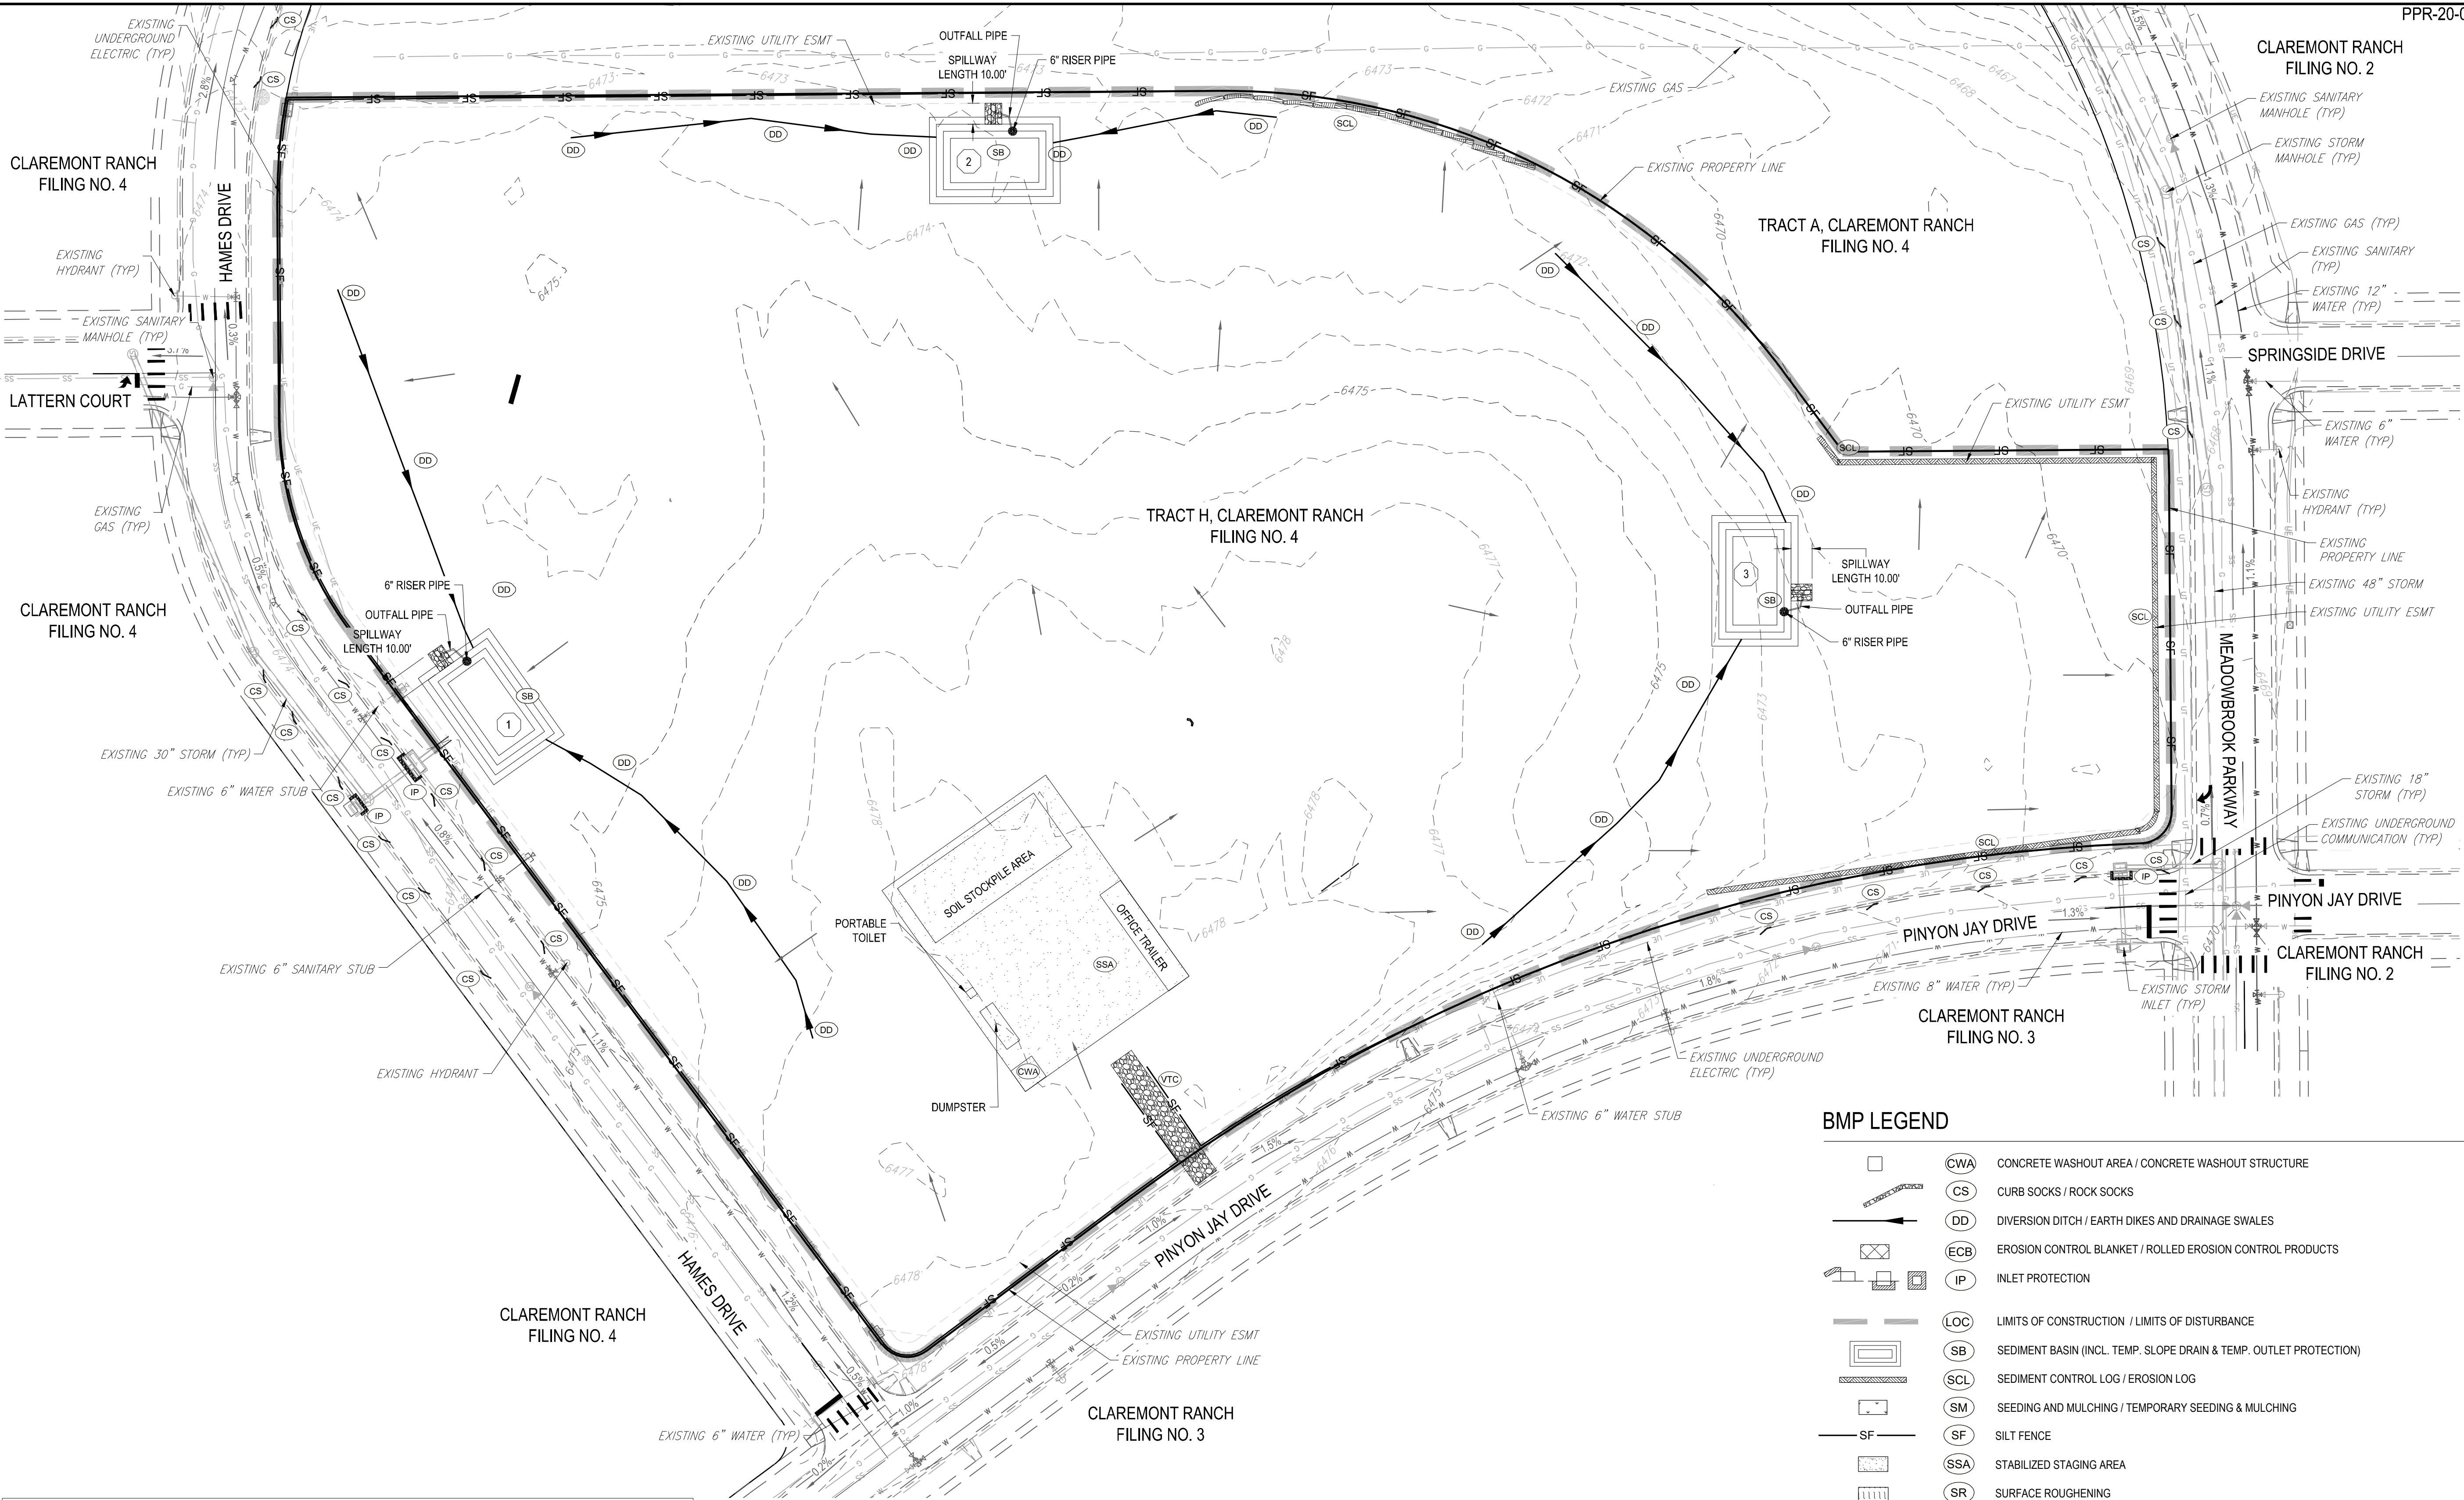 PPR-20-0
CLAREMONT RANCH
FILING NO. 2
EXISTING
UNDERGROUND
ELECTRIC (TYP)
EXISTING UTILITY ESMT
OUTFALL PIPE
SPILLWAY
LENGTH 10.00'
6" RISER PIPE
EXISTING GAS
EXISTING SANITARY
MANHOLE (TYP)
EXISTING STORM
MANHOLE (TYP)
CLAREMONT RANCH
FILING NO. 4
HAMES DRIVE
EXISTING PROPERTY LINE
TRACT A, CLAREMONT RANCH
FILING NO. 4
EXISTING GAS (TYP)
EXISTING SANITARY
(TYP)
EXISTING 12"
WATER (TYP)
EXISTING
HYDRANT (TYP)
EXISTING SANITARY
MANHOLE (TYP)
LATTERN COURT
SPRINGSIDE DRIVE
EXISTING UTILITY ESMT
EXISTING 6"
WATER (TYP)
EXISTING
GAS (TYP)
TRACT H, CLAREMONT RANCH
FILING NO. 4
EXISTING
HYDRANT (TYP)
EXISTING
PROPERTY LINE
EXISTING 48" STORM
EXISTING UTILITY ESMT
CLAREMONT RANCH
FILING NO. 4
6" RISER PIPE
OUTFALL PIPE
SPILLWAY
LENGTH 10.00'
SPILLWAY
LENGTH 10.00'
OUTFALL PIPE
6" RISER PIPE
MEADOWBROOK PARKWAY
1
2
3
EXISTING 30" STORM (TYP)
EXISTING 6" WATER STUB
EXISTING 18"
STORM (TYP)
EXISTING UNDERGROUND
COMMUNICATION (TYP)
SOIL STOCKPILE AREA
OFFICE TRAILER
PORTABLE
TOILET
SSA
PINYON JAY DRIVE
PINYON JAY DRIVE
CLAREMONT RANCH
FILING NO. 2
EXISTING 6" SANITARY STUB
EXISTING 8" WATER (TYP)
EXISTING STORM
INLET (TYP)
CLAREMONT RANCH
FILING NO. 3
EXISTING HYDRANT
CWA
VTC
DUMPSTER
EXISTING UNDERGROUND
ELECTRIC (TYP)
EXISTING 6" WATER STUB
PINYON JAY DRIVE
HAMES DRIVE
CLAREMONT RANCH
FILING NO. 4
EXISTING UTILITY ESMT
EXISTING PROPERTY LINE
CLAREMONT RANCH
FILING NO. 3
EXISTING 6" WATER (TYP)
BMP LEGEND
CWA CONCRETE WASHOUT AREA / CONCRETE WASHOUT STRUCTURE
CS CURB SOCKS / ROCK SOCKS
DD DIVERSION DITCH / EARTH DIKES AND DRAINAGE SWALES
ECB EROSION CONTROL BLANKET / ROLLED EROSION CONTROL PRODUCTS
IP INLET PROTECTION
LOC LIMITS OF CONSTRUCTION / LIMITS OF DISTURBANCE
SB SEDIMENT BASIN (INCL. TEMP. SLOPE DRAIN & TEMP. OUTLET PROTECTION)
SCL SEDIMENT CONTROL LOG / EROSION LOG
SM SEEDING AND MULCHING / TEMPORARY SEEDING & MULCHING
SF SF SILT FENCE
SSA STABILIZED STAGING AREA
SR SURFACE ROUGHENING